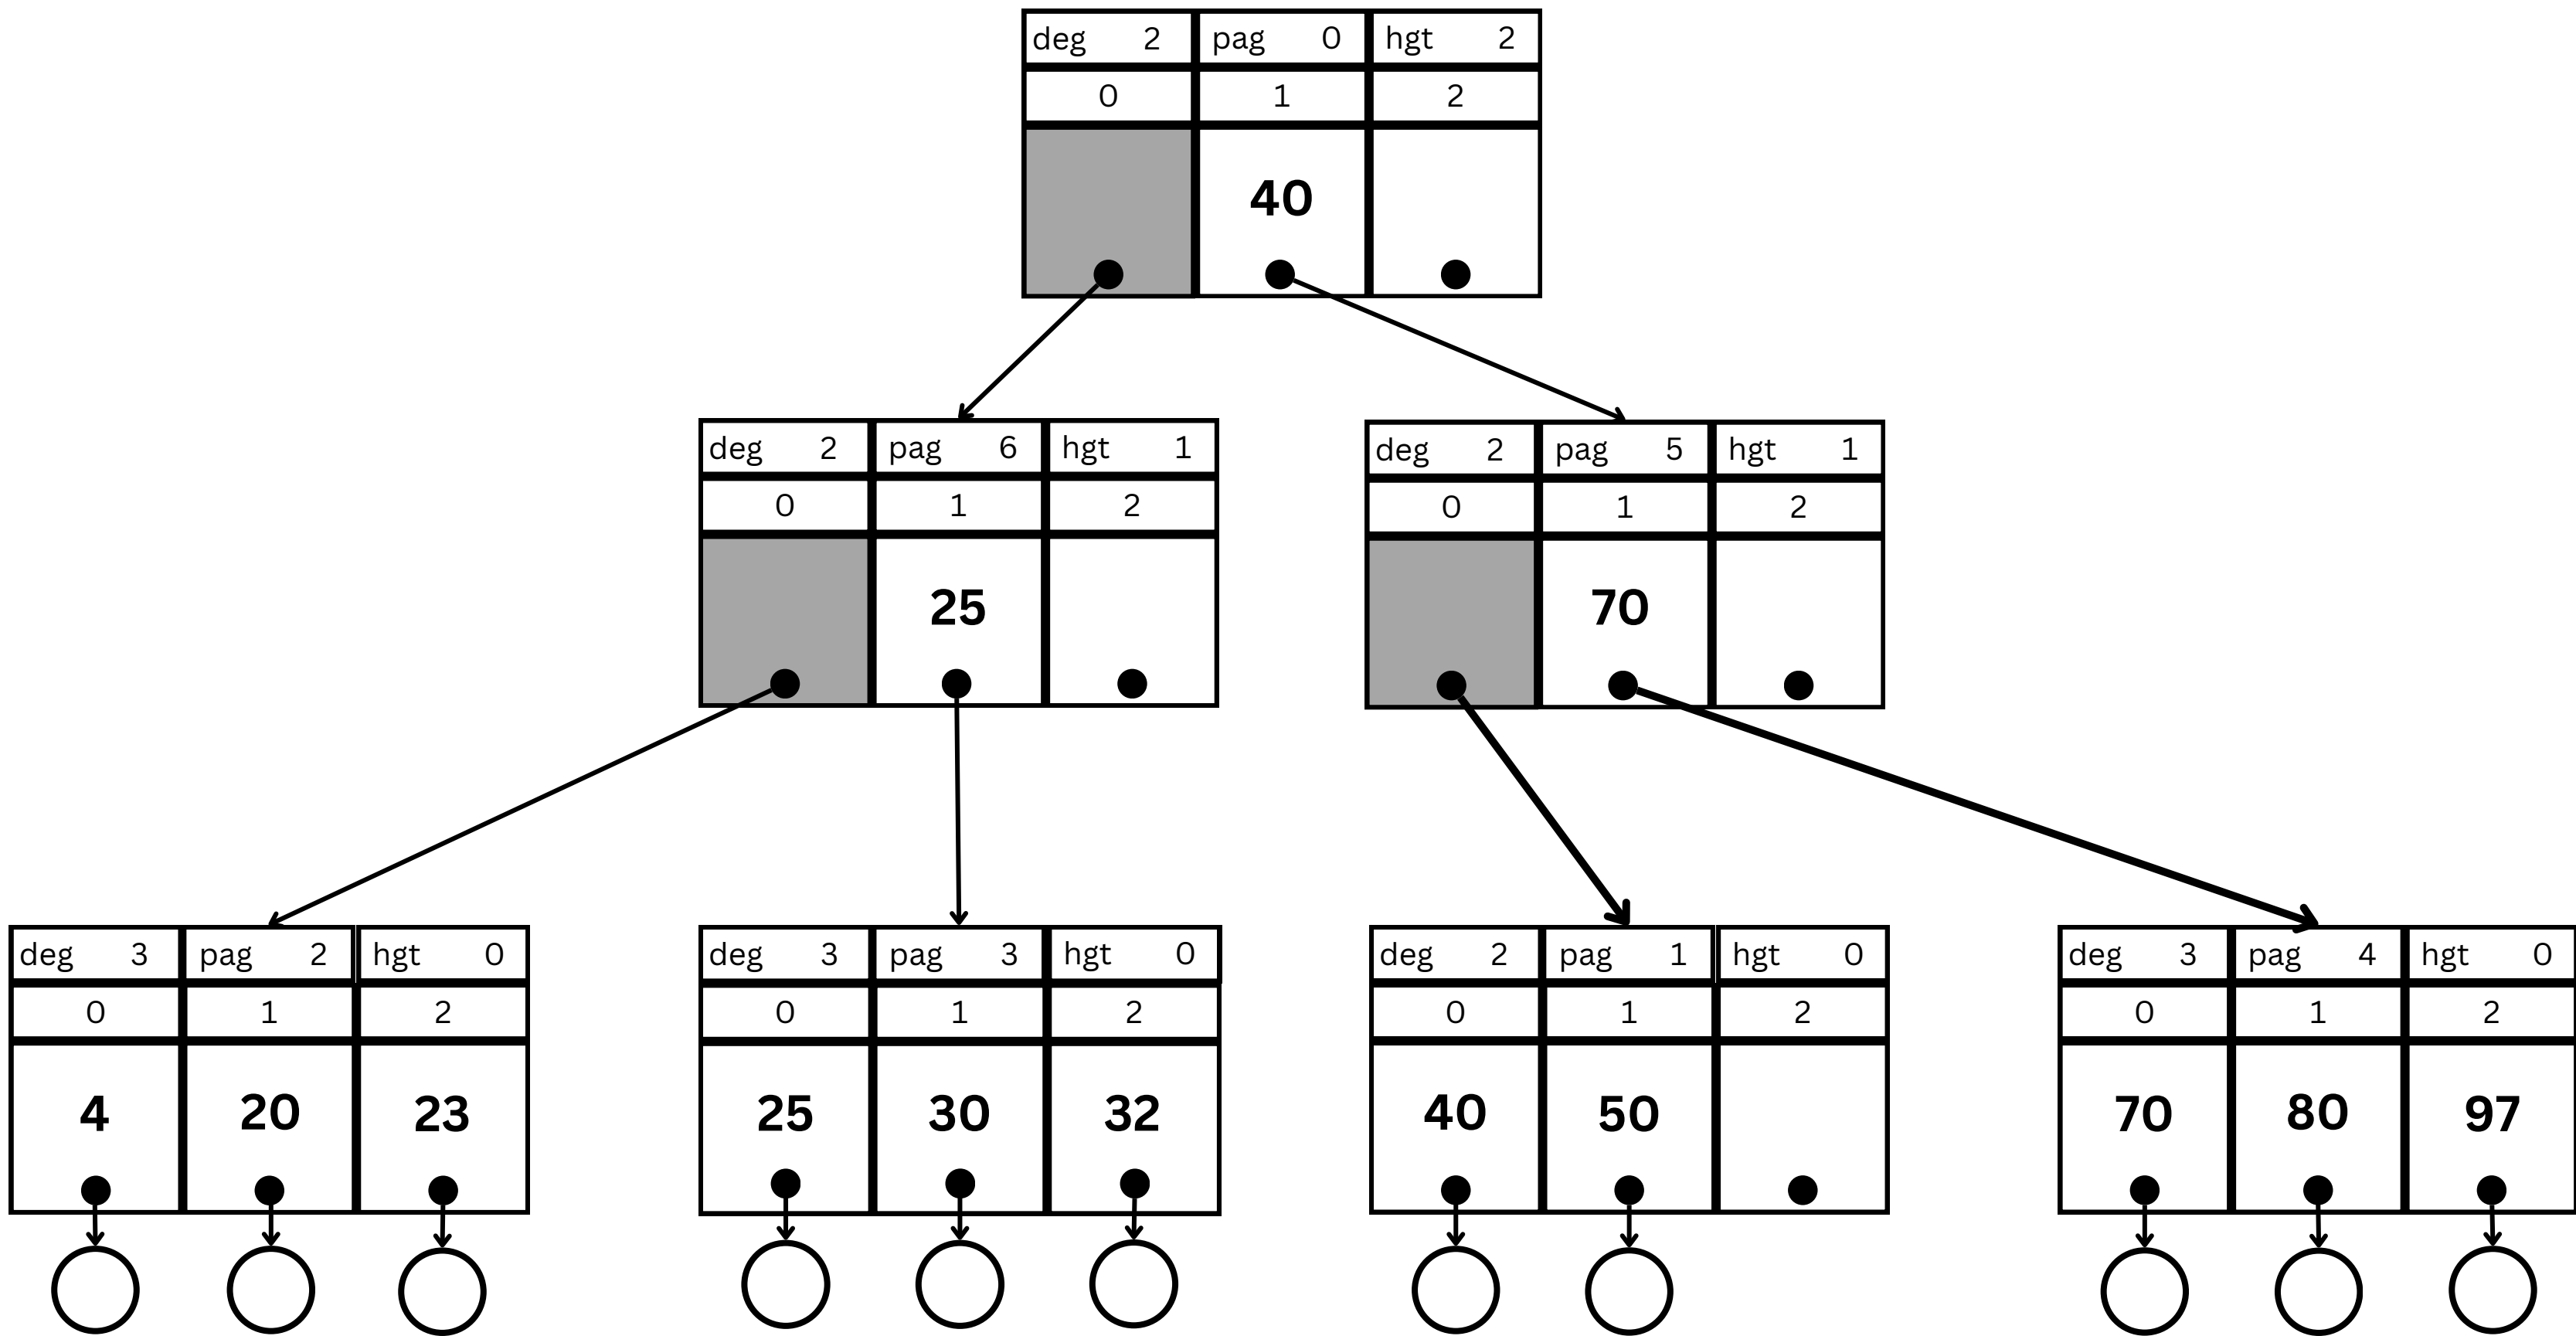 deg 2 pag 0 hgt 2
0 1 2
40
deg 2 pag 6 hgt 1
0 1 2
25
deg 2 pag 5 hgt 1
0 1 2
70
deg 3 pag 2 hgt 0
0 1 2
4 20 23
deg 3 pag 3 hgt 0
0 1 2
25 30 32
deg 2 pag 1 hgt 0
0 1 2
40 50
deg 3 pag 4 hgt 0
0 1 2
70 80 97